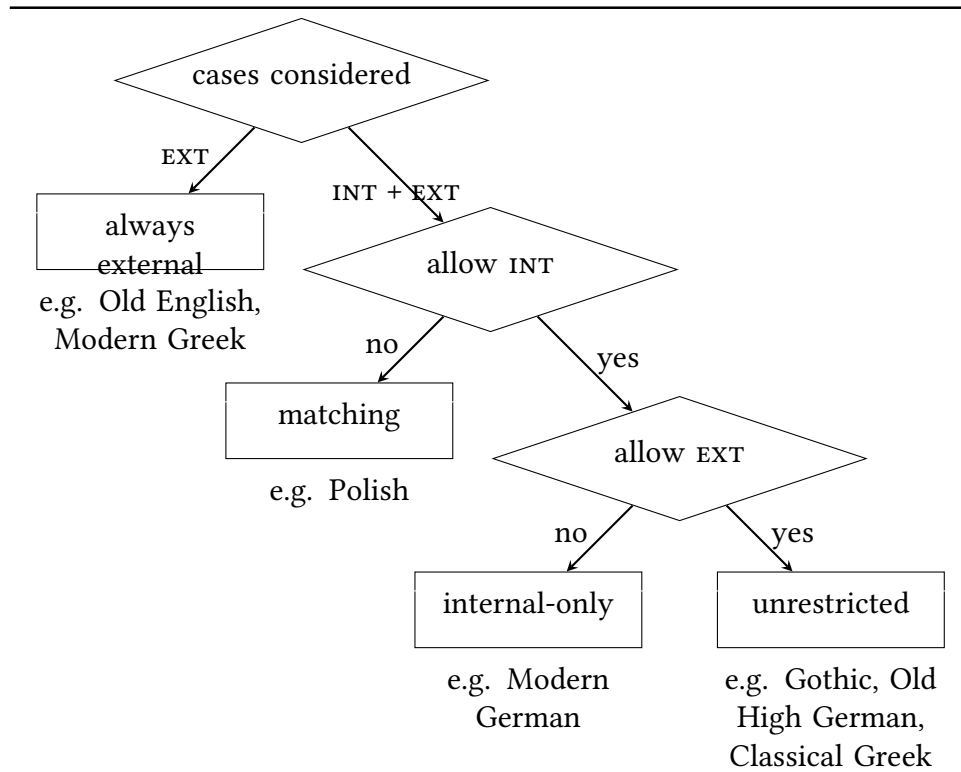 cases considered
EXT
INT + EXT
always
external
e.g. Old English,
Modern Greek
allow INT
no
yes
matching
e.g. Polish
allow EXT
no
yes
internal-only
unrestricted
e.g. Modern
German
e.g. Gothic, Old
High German,
Classical Greek